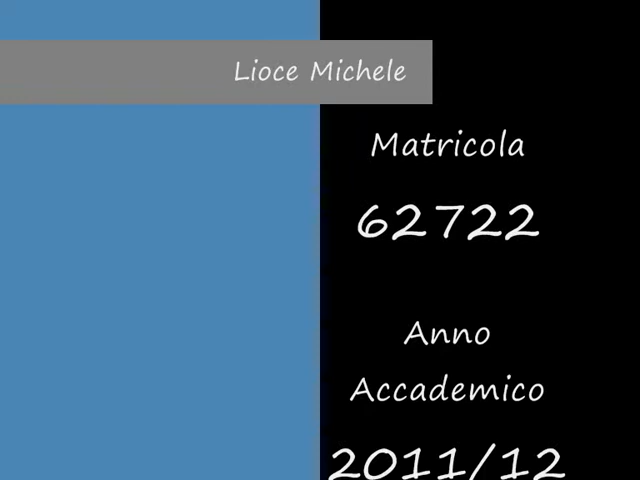 Lioce Michele
Matricola
62722
Anno
Accademico
2011/12